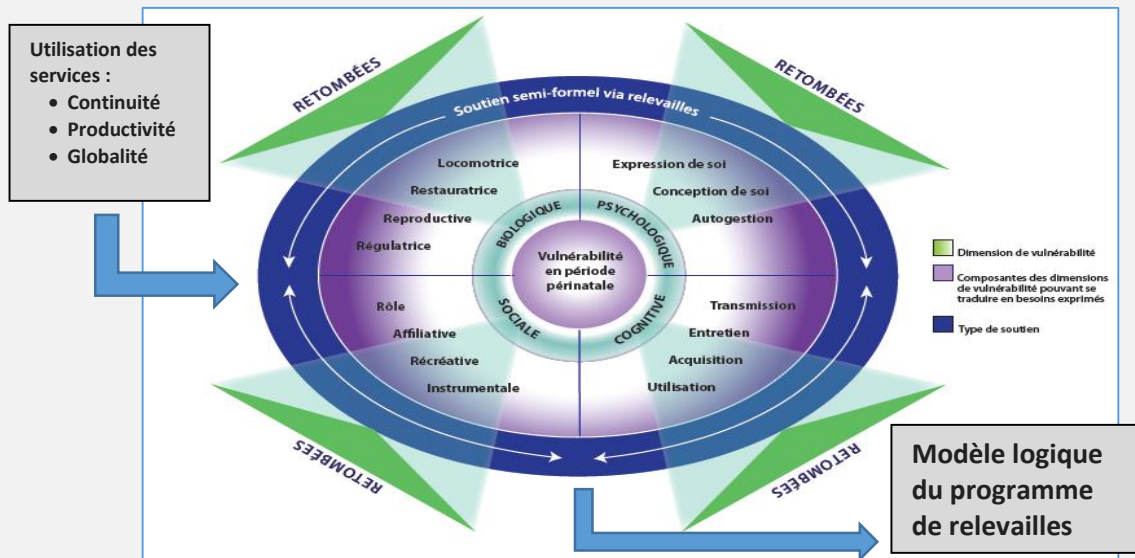 Utilisation des
services :
• Continuité
• Productivité
• Globalité
RETOMBÉES
RETOMBÉES
Soutien semi-formel via relevailles
Locomotrice
Restauratrice
Reproductive
Régulatrice
Expression de soi
Conception de soi
Autogestion
BIOLOGIQUE
PSYCHOLOGIQUE
Vulnérabilité
en période
périnatale
SOCIALE
COGNITIVE
Rôle
Affiliative
Récréative
Instrumentale
Transmission
Entretien
Acquisition
Utilisation
Dimension de vulnérabilité
Composantes des dimensions
de vulnérabilité pouvant se
traduire en besoins exprimés
Type de soutien
RETOMBÉES
RETOMBÉES
Modèle logique
du programme
de relevailles